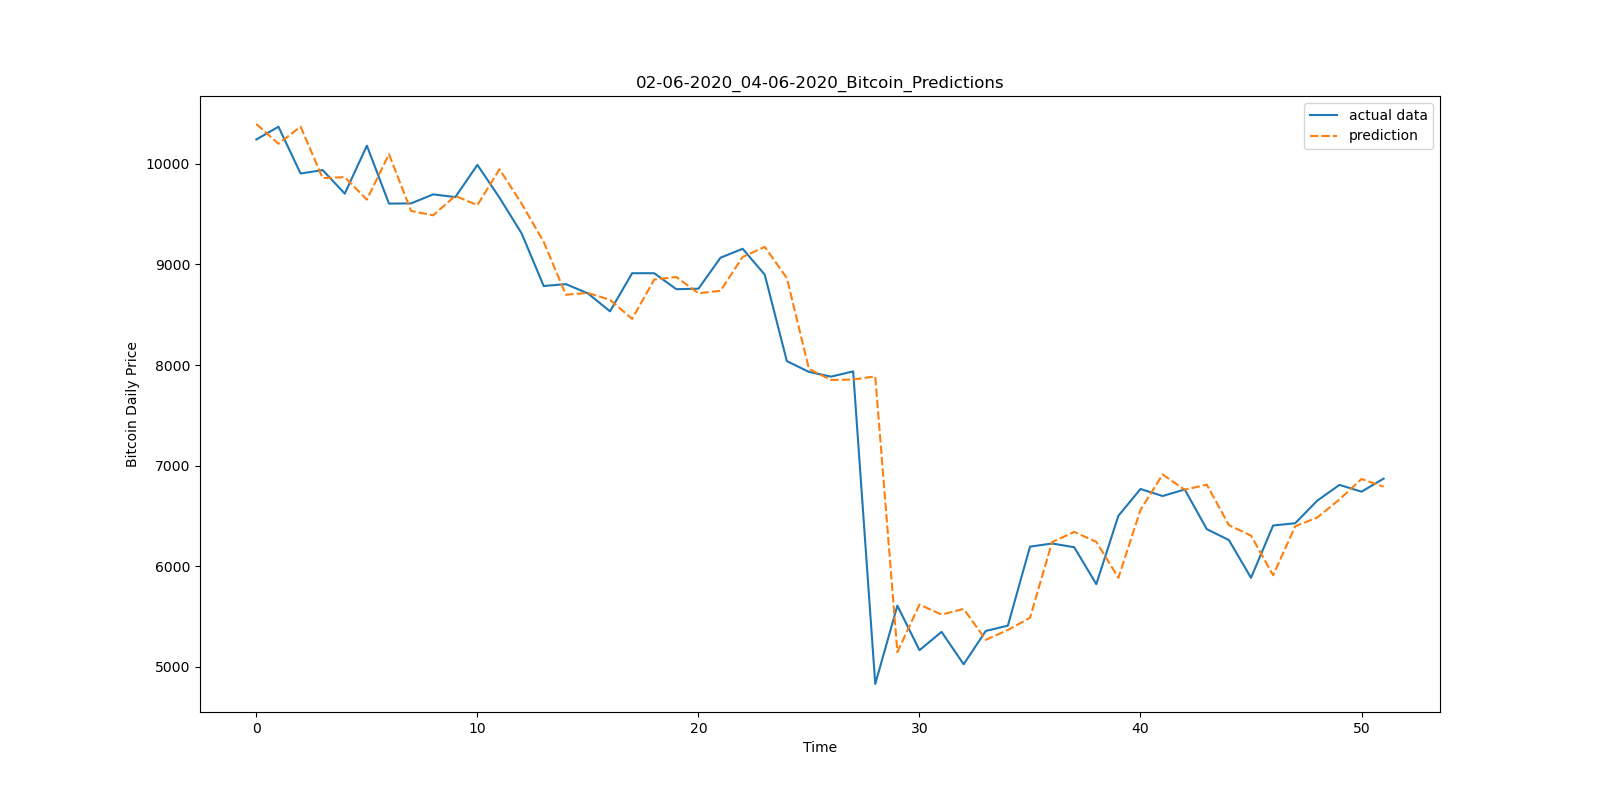 02-06-2020_04-06-2020_Bitcoin_Predictions
actual data
prediction
10000
9000
8000
7000
6000
5000
Bitcoin Daily Price
0 10 20 30 40 50
Time